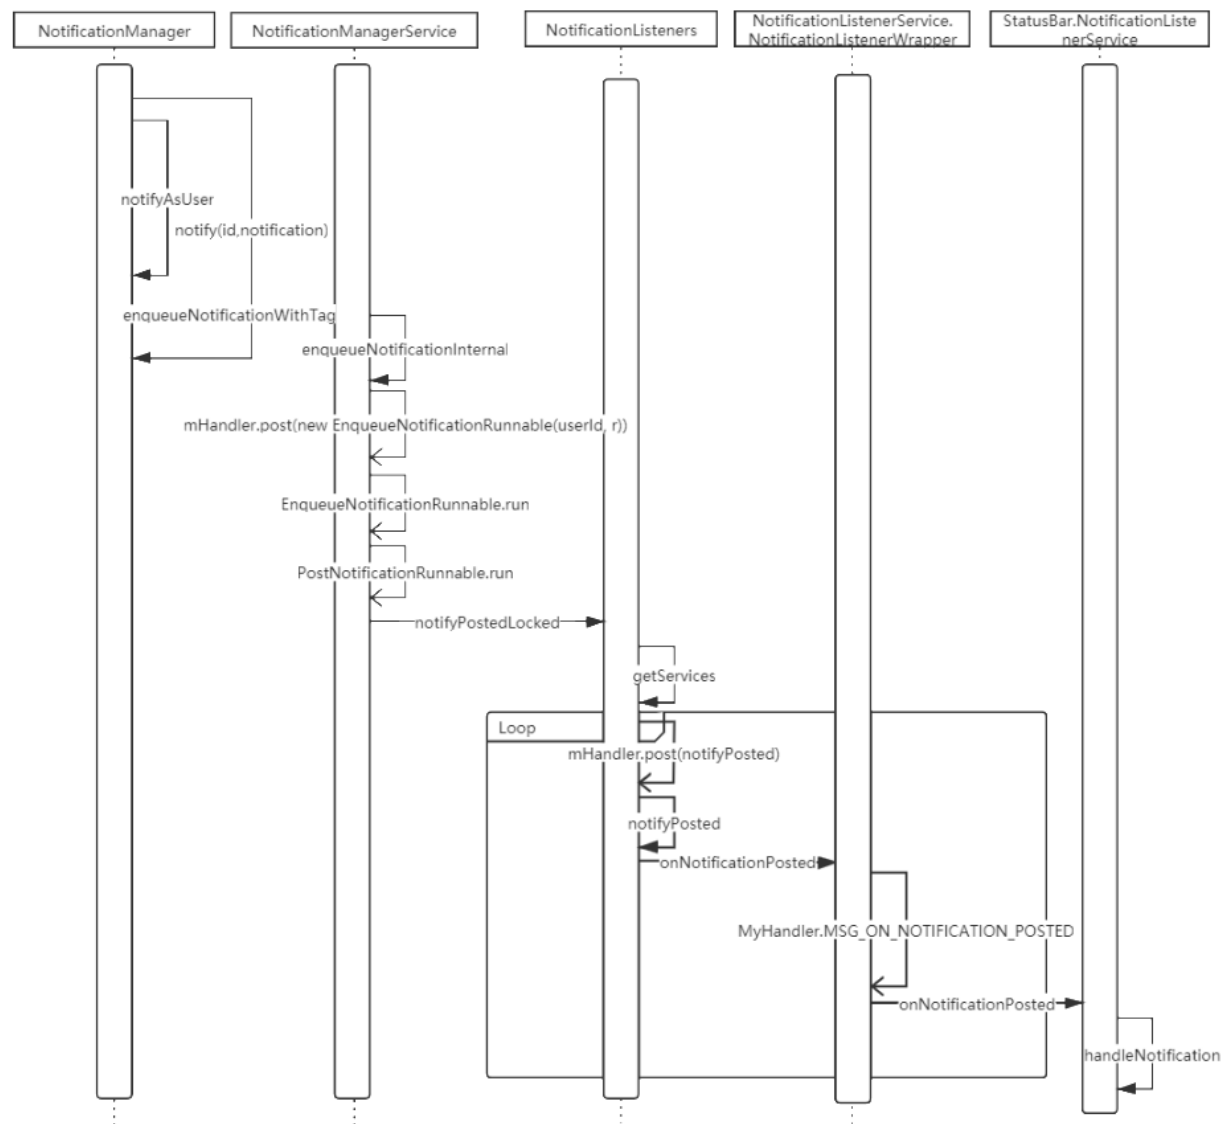 NotificationManager
NotificationManagerService
NotificationListeners
NotificationListenerService.
NotificationListenerWrapper
StatusBar.NotificationListe
nerService
notifyAsUser
notify(id,notification)
enqueueNotificationWithTag
enqueueNotificationInternal
mHandler.post(new EnqueueNotificationRunnable(userId, r))
EnqueueNotificationRunnable.run
PostNotificationRunnable.run
notifyPostedLocked
getServices
Loop
mHandler.post(notifyPosted)
notifyPosted
onNotificationPosted
MyHandler.MSG_ON_NOTIFICATION_POSTED
onNotificationPosted
handleNotification